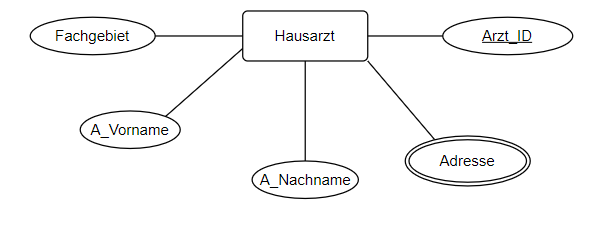 Fachgebiet
Hausarzt
Arzt_ID
A_Vorname
A_Nachname
Adresse